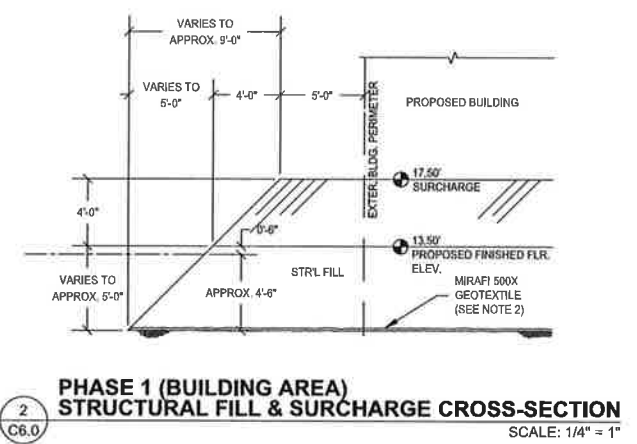 VARIES TO
APPROX. 9'-0"
VARIES TO
5'-0"
4'-0"
5'-0"
EXTER. BLDG. PERIMETER
PROPOSED BUILDING
17.50'
SURCHARGE
4'-0"
0'-6"
13.50'
PROPOSED FINISHED FLR.
ELEV.
VARIES TO
APPROX. 5'-0"
APPROX. 4'-6"
STR'L FILL
MIRAFI 500X
GEOTEXTILE
(SEE NOTE 2)
2
C6.0
PHASE 1 (BUILDING AREA)
STRUCTURAL FILL & SURCHARGE CROSS-SECTION
SCALE: 1/4" = 1"